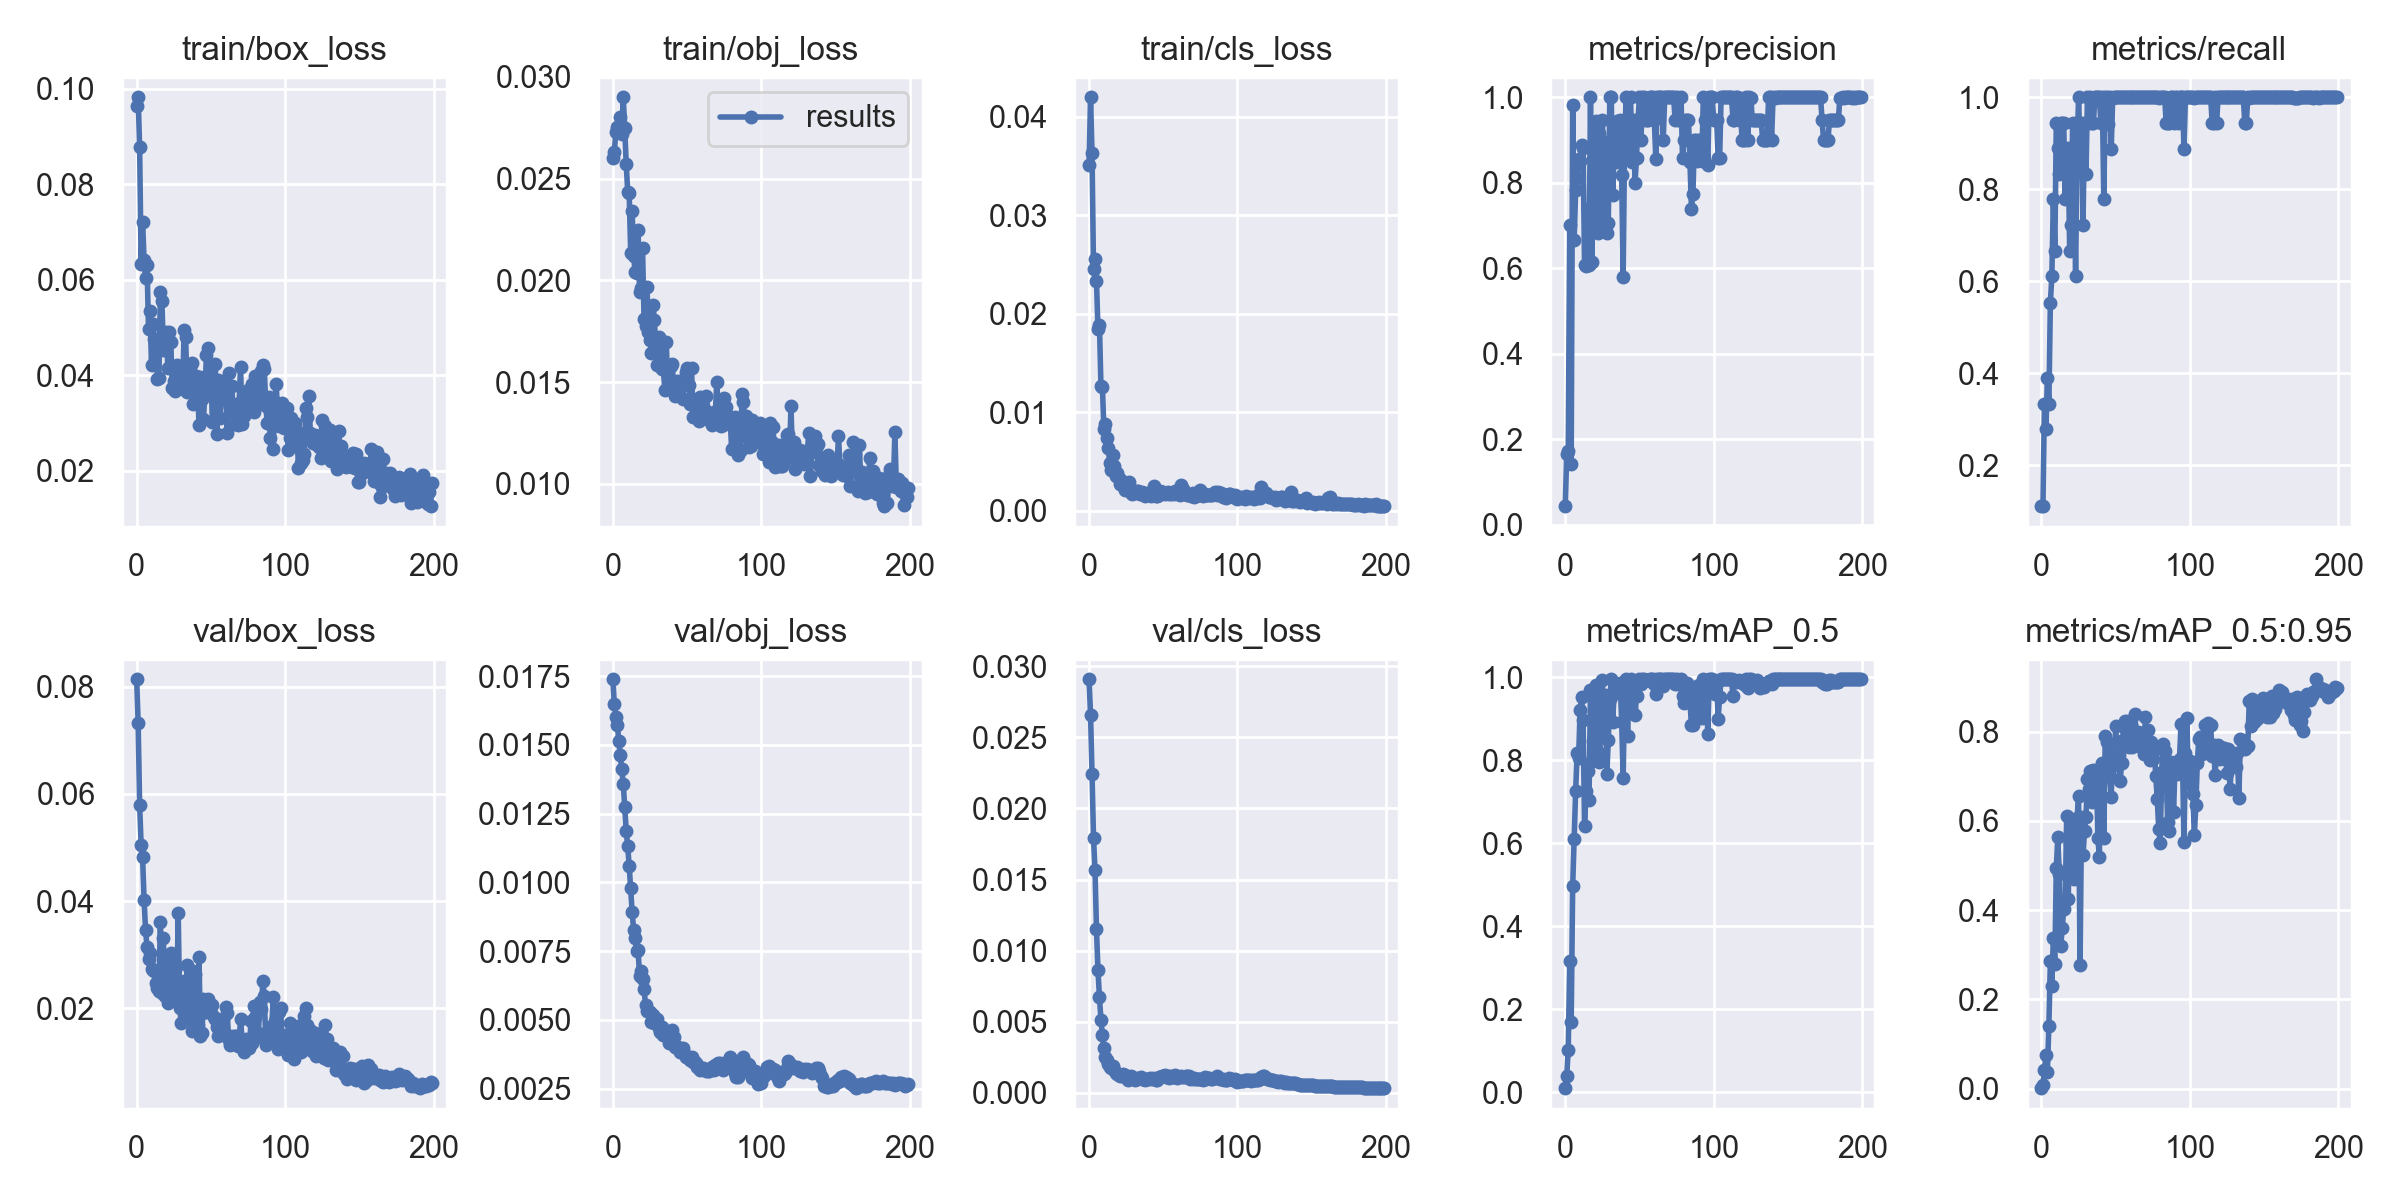 train/box_loss
0.10
0.08
0.06
0.04
0.02
0 100 200
train/obj_loss
0.030
0.025
0.020
0.015
0.010
0 100 200
results
train/cls_loss
0.04
0.03
0.02
0.01
0.00
0 100 200
metrics/precision
1.0
0.8
0.6
0.4
0.2
0.0
0 100 200
metrics/recall
1.0
0.8
0.6
0.4
0.2
0 100 200
val/box_loss
0.08
0.06
0.04
0.02
0 100 200
val/obj_loss
0.0175
0.0150
0.0125
0.0100
0.0075
0.0050
0.0025
0 100 200
val/cls_loss
0.030
0.025
0.020
0.015
0.010
0.005
0.000
0 100 200
metrics/mAP_0.5
1.0
0.8
0.6
0.4
0.2
0.0
0 100 200
metrics/mAP_0.5:0.95
0.8
0.6
0.4
0.2
0.0
0 100 200